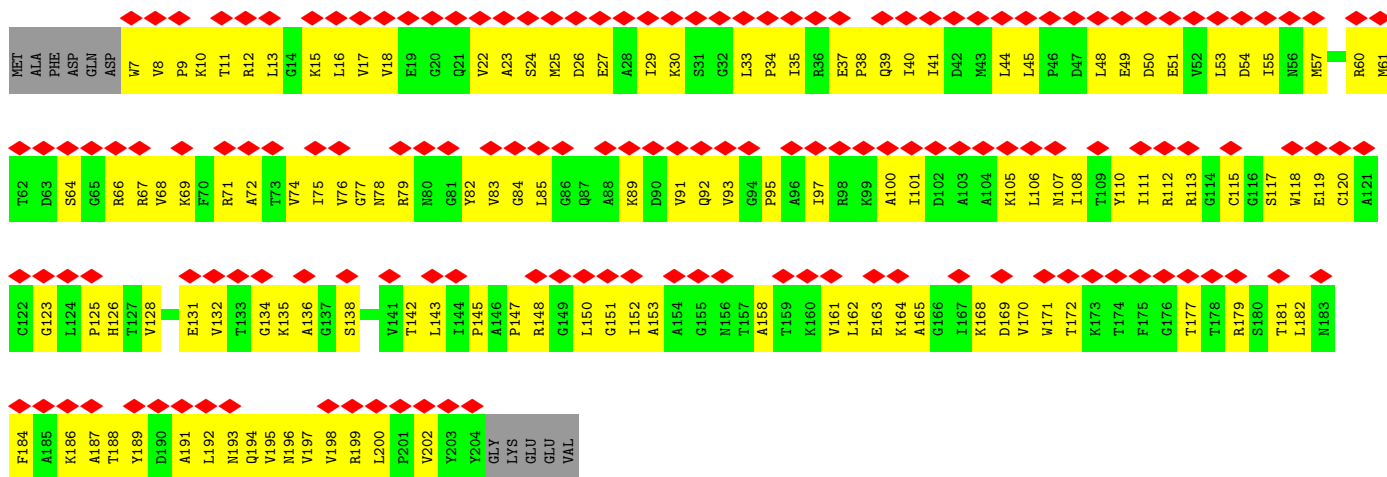 MET ALA PHE ASP GLN ASP W7 V8 P9 K10 T11 R12 L13 G14 K15 L16 V17 V18 E19 G20 Q21 V22 A23 S24 M25 D26 E27 A28 I29 K30 S31 G32 L33 P34 I35 R36 E37 P38 Q39 I40 I41 D42 M43 L44 L45 P46 D47 L48 E49 D50 E51 V52 L53 D54 I55 N56 M57 R60 M61
T62 D63 S64 G65 R66 R67 V68 K69 F70 R71 A72 T73 V74 I75 V76 G77 N78 R79 N80 G81 Y82 V83 G84 L85 G86 Q87 A88 K89 D90 V91 Q92 V93 G94 P95 A96 I97 R98 K99 A100 I101 D102 A103 A104 K105 L106 N107 I108 T109 Y110 I111 R112 R113 G114 C115 G116 S117 W118 E119 C120 A121
C122 G123 L124 P125 H126 T127 V128 E131 V132 T133 G134 K135 A136 G137 S138 V141 T142 L143 I144 P145 A146 P147 R148 G149 L150 G151 I152 A153 A154 G155 N156 T157 A158 T159 K160 V161 L162 E163 K164 A165 G166 I167 K168 D169 V170 W171 T172 K173 T174 F175 G176 T177 T178 R179 S180 T181 L182 N183
F184 A185 K186 A187 T188 Y189 D190 A191 L192 N193 Q194 V195 N196 V197 V198 R199 L200 P201 V202 Y203 Y204 GLY LYS GLU GLU VAL